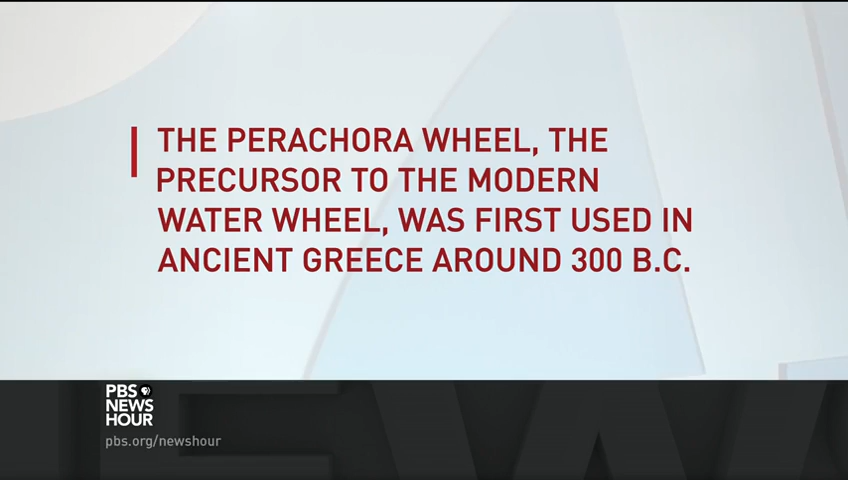 THE PERACHORA WHEEL, THE
PRECURSOR TO THE MODERN
WATER WHEEL, WAS FIRST USED IN
ANCIENT GREECE AROUND 300 B.C.
PBS
NEWS
HOUR
pbs.org/newshour